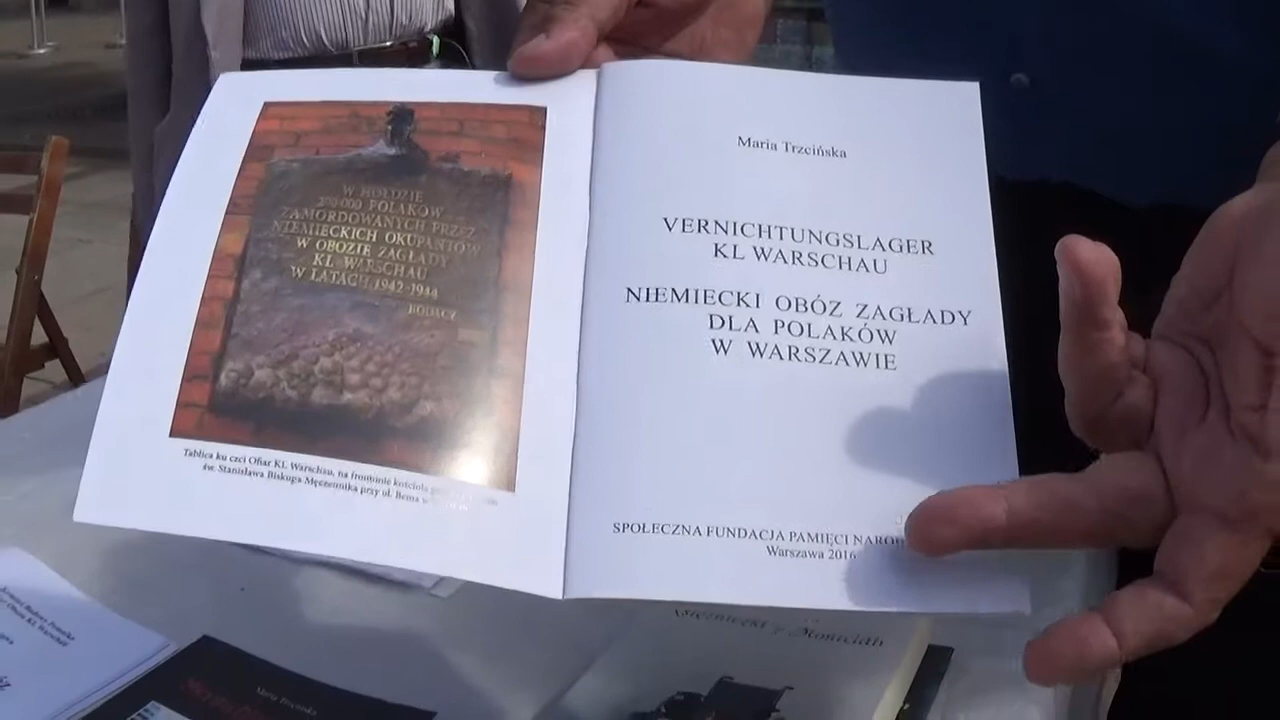 W HOŁDZIE
200 000 POLAKÓW
ZAMORDOWANYCH PRZEZ
NIEMIECKICH OKUPANTÓW
W OBOZIE ZAGŁADY
KL WARSCHAU
W LATACH 1942-1944
RODACY
Tablica ku czci Ofiar KL Warschau, na frontonie kościoła
św. Stanisława Biskupa Męczennika przy ul. Bema w
Maria Trzcińska
VERNICHTUNGSLAGER
KL WARSCHAU
NIEMIECKI OBÓZ ZAGŁADY
DLA POLAKÓW
W WARSZAWIE
SPOŁECZNA FUNDACJA PAMIĘCI
Warszawa 2016
Maria Trzcińska